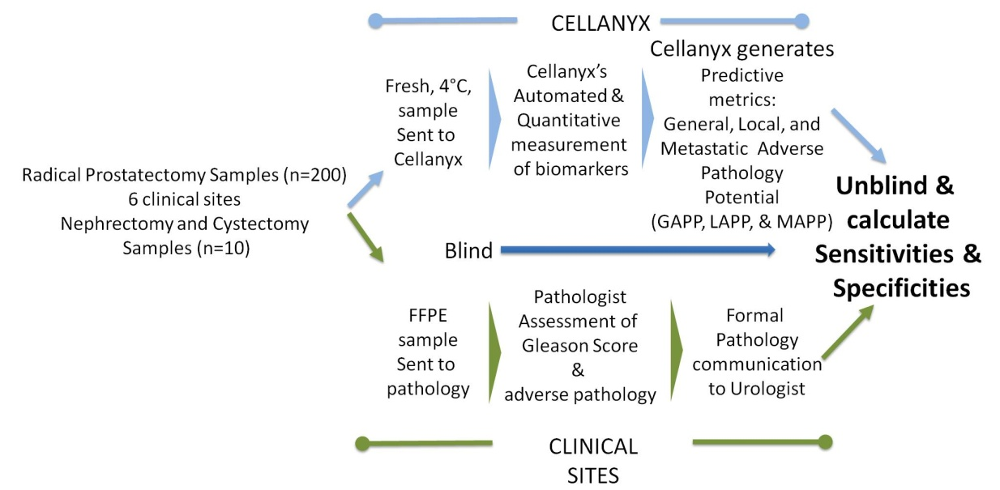 CELLANYX
Radical Prostatectomy Samples (n=200)
6 clinical sites
Nephrectomy and Cystectomy
Samples (n=10)
Fresh, 4°C,
sample
Sent to
Cellanyx
Cellanyx’s
Automated &
Quantitative
measurement
of biomarkers
Cellanyx generates
Predictive
metrics:
General, Local, and
Metastatic Adverse
Pathology
Potential
(GAPP, LAPP, & MAPP)
Blind
FFPE
sample
Sent to
pathology
Pathologist
Assessment of
Gleason Score
&
adverse pathology
Formal
Pathology
communication
to Urologist
Unblind &
calculate
Sensitivities &
Specificities
CLINICAL
SITES